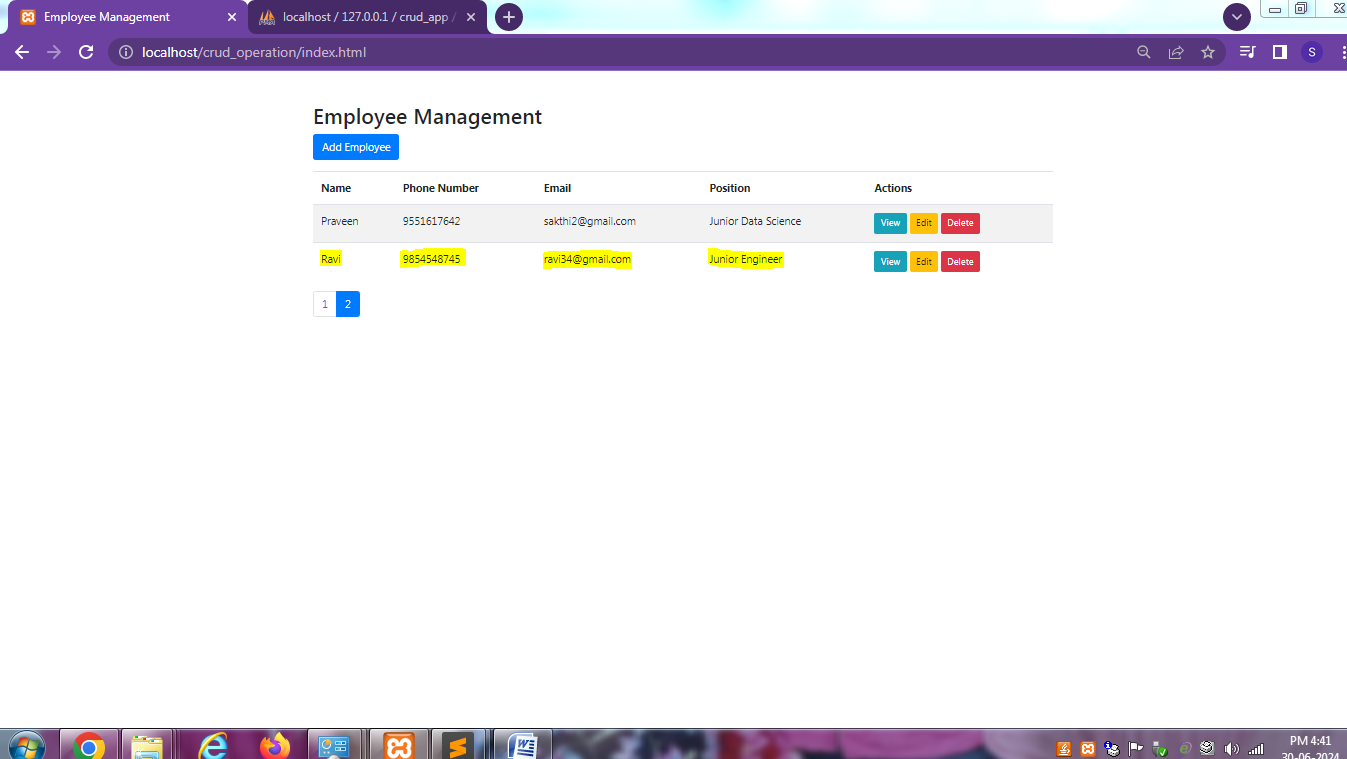 Employee Management
localhost / 127.0.0.1 / crud_app /
localhost/crud_operation/index.html
S
Employee Management
Add Employee
Name Phone Number Email Position Actions
Praveen 9551617642 sakthi2@gmail.com Junior Data Science View Edit Delete
Ravi 9854548745 ravi34@gmail.com Junior Engineer View Edit Delete
1 2
PM 4:41
30-06-2024